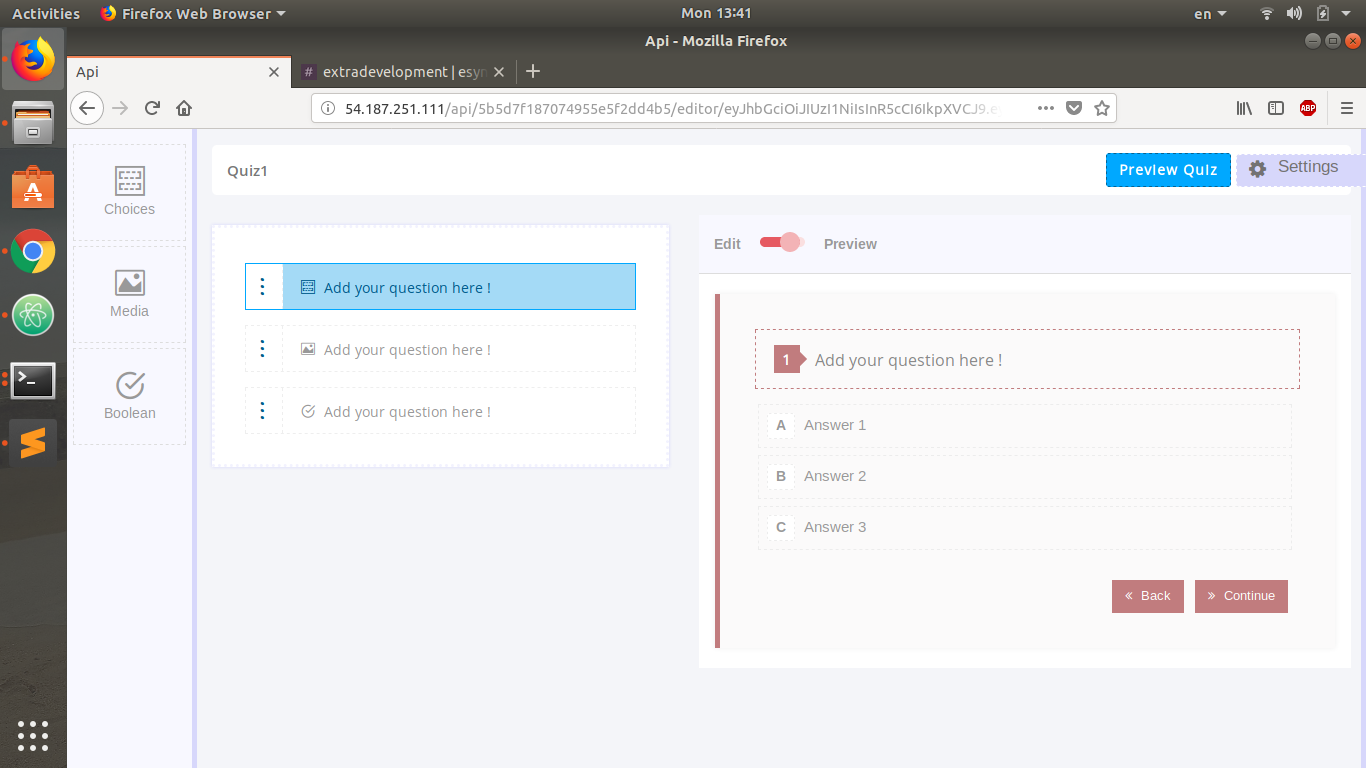 Activities Firefox Web Browser Mon 13:41 en
Api - Mozilla Firefox
Api # extradevelopment | esyn
54.187.251.111/api/5b5d7f187074955e5f2dd4b5/editor/eyJhbGciOiJIUzI1NiIsInR5cCI6IkpXVCJ9.e ABP
Quiz1 Preview Quiz Settings
Choices
Media
Boolean
Add your question here !
Add your question here !
Add your question here !
Edit Preview
1 Add your question here !
A Answer 1
B Answer 2
C Answer 3
« Back » Continue